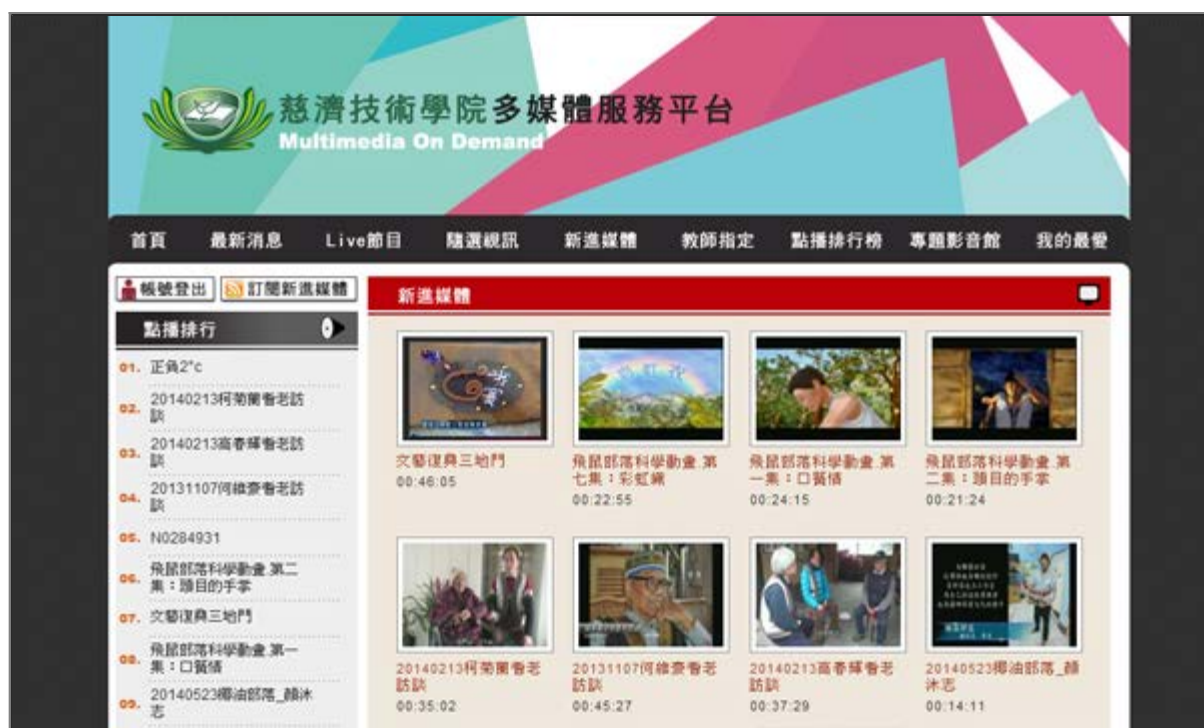 慈濟技術學院多媒體服務平台
Multimedia On Demand
首頁 最新消息 Live節目 隨選視訊 新進媒體 教師指定 點播排行榜 專題影音館 我的最愛
帳號登出 訂閱新進媒體
點播排行
01. 正負2°c
02. 20140213柯菊蘭耆老訪
談
03. 20140213高春輝耆老訪
談
04. 20131107何維豪耆老訪
談
05. N0284931
06. 飛鼠部落科學動畫.第二
集：頭目的手掌
07. 文藝復興三地門
08. 飛鼠部落科學動畫.第一
集：口簧情
09. 20140523椰油部落_顏沐
志
新進媒體
文藝復興三地門
00:46:05
飛鼠部落科學動畫.第
七集：彩虹織
00:22:55
飛鼠部落科學動畫.第
一集：口簧情
00:24:15
飛鼠部落科學動畫.第
二集：頭目的手掌
00:21:24
20140213柯菊蘭耆老
訪談
00:35:02
20131107何維豪耆老
訪談
00:45:27
20140213高春輝耆老
訪談
00:37:29
20140523椰油部落_顏
沐志
00:14:11